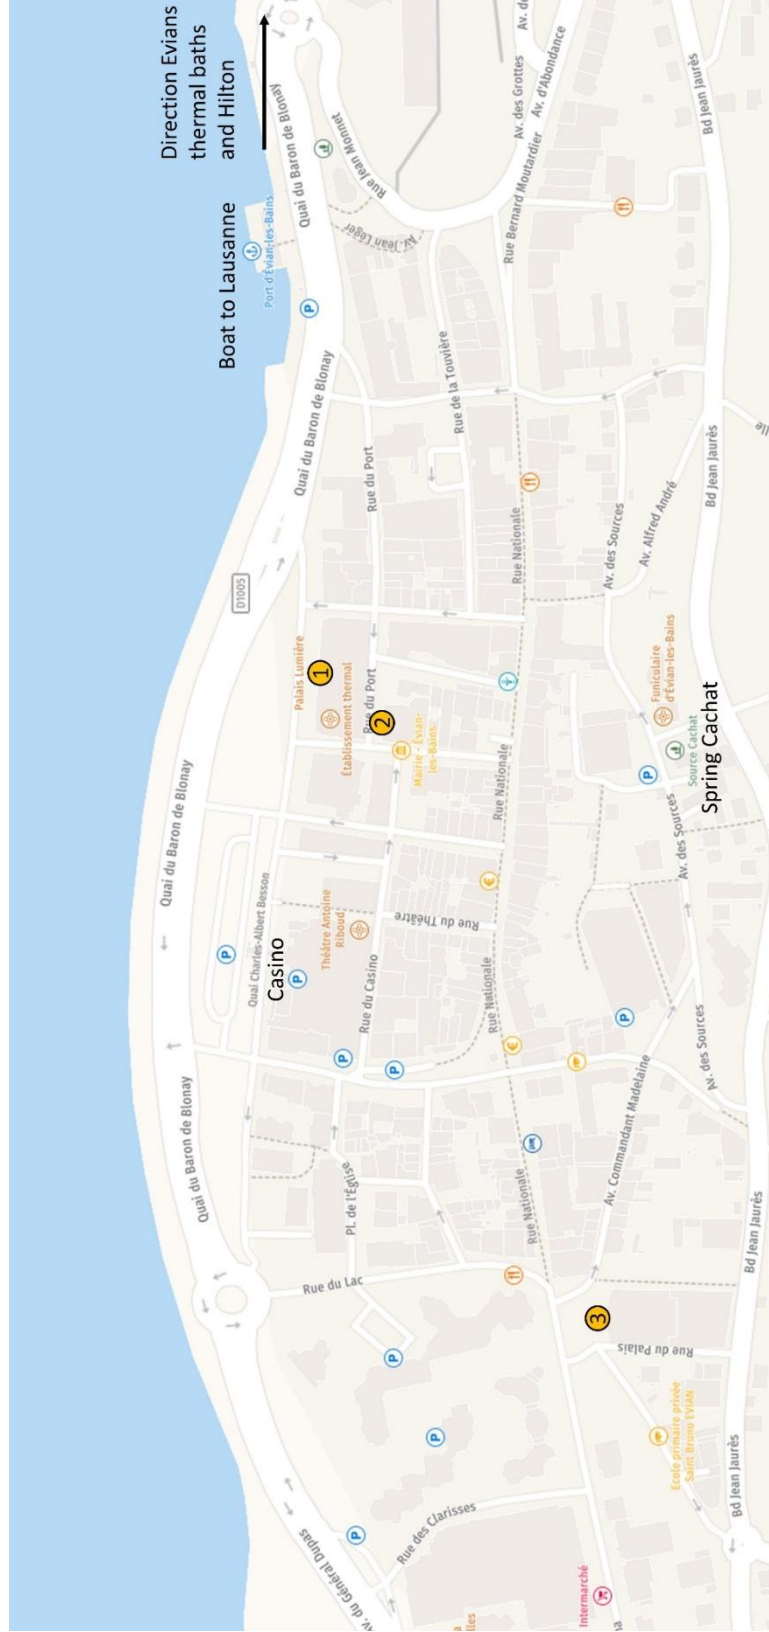 Direction Evians
thermal baths
and Hilton
Boat to Lausanne
Port d'Évian-les-Bains
Quai du Baron de Blonay
Quai du Baron de Blonay
Quai du Baron de Blonay
Quai du Baron de Blonay
D1005
Av. du Général Dupas
Quai Charles-Albert Besson
Casino
Palais Lumière
1
Établissement thermal
Théâtre Antoine
Riboud
Rue du Lac
Pl. de l'Église
Rue du Casino
Rue du Port
Rue du Port
2
Mairie - Évian-
les-Bains
Rue du Théâtre
Rue de la Touvière
Av. Jean Léger
Rue Jean Monnet
Rue des Clarisses
Rue Nationale
Rue Nationale
Rue Nationale
Rue Nationale
Rue Bernard Moutardier
Av. des Grottes
Av. d'Abondance
Av. de
Intermarché
3
Rue du Palais
Ecole primaire privée
Saint Bruno EVIAN
Av. Commandant Madelaine
Av. des Sources
Av. des Sources
Av. des Sources
Av. Alfred André
Funiculaire
d'Évian-les-Bains
Source Cachat
Spring Cachat
Bd Jean Jaurès
Bd Jean Jaurès
Bd Jean Jaurès
Bd Jean Jaurès
P
P
P
P
P
P
P
P
P
P
€
€